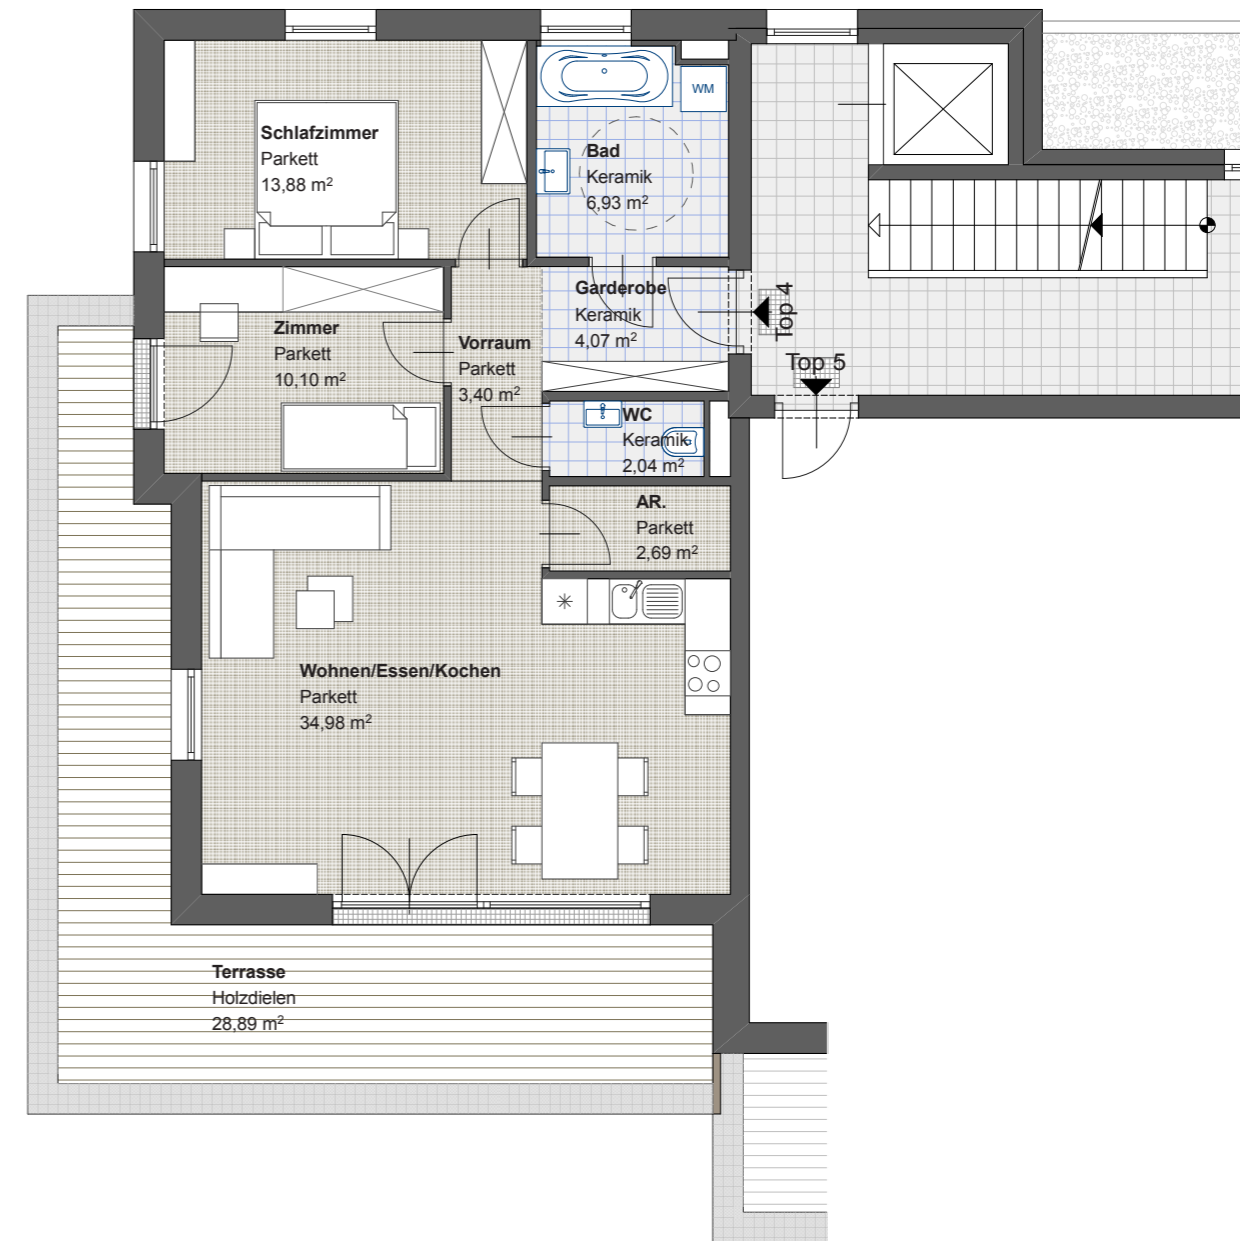 Schlafzimmer
Parkett
13,88 m²
WM
Bad
Keramik
6,93 m²
Garderobe
Keramik
4,07 m²
Top 4
Zimmer
Parkett
10,10 m²
Vorraum
Parkett
3,40 m²
Top 5
WC
Keramik
2,04 m²
AR.
Parkett
2,69 m²
Wohnen/Essen/Kochen
Parkett
34,98 m²
Terrasse
Holzdielen
28,89 m²